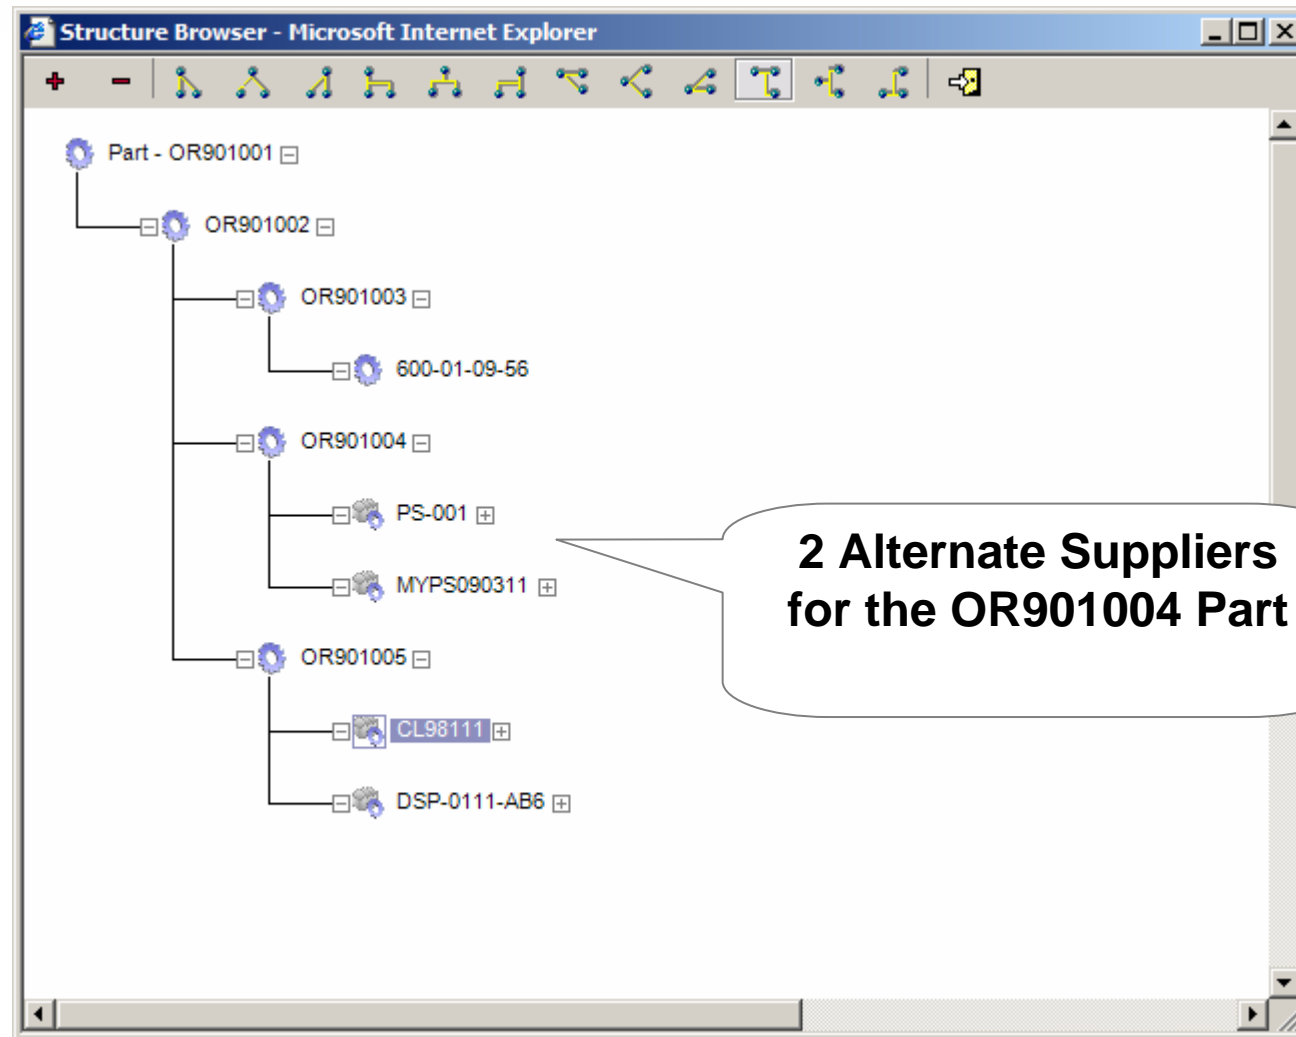 Structure Browser - Microsoft Internet Explorer
Part - OR901001
OR901002
OR901003
600-01-09-56
OR901004
PS-001
MYPS090311
2 Alternate Suppliers
for the OR901004 Part
OR901005
CL98111
DSP-0111-AB6